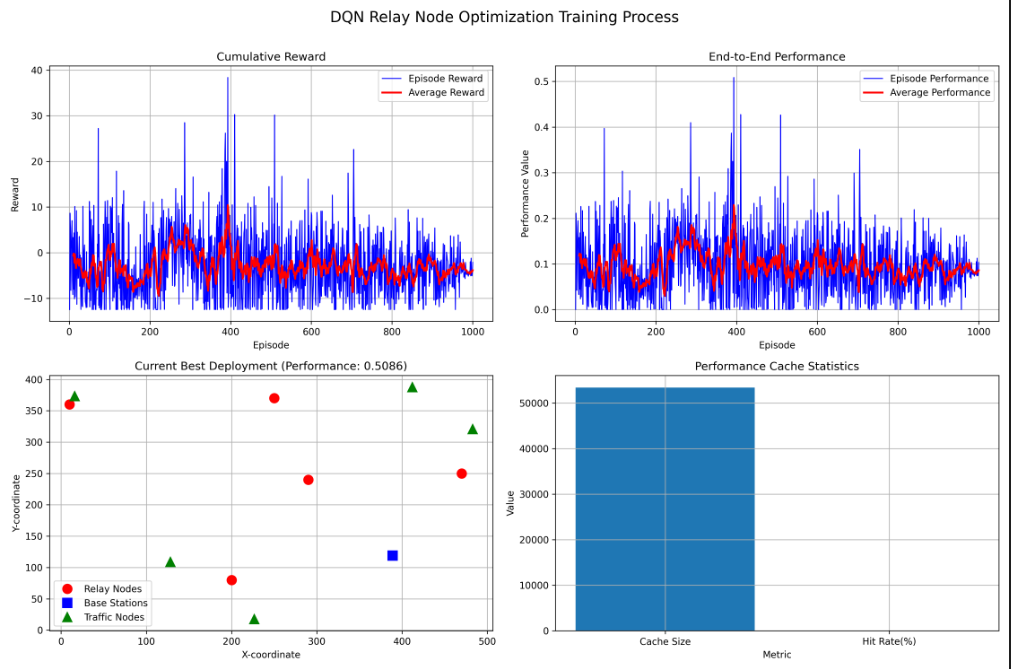 DQN Relay Node Optimization Training Process
Cumulative Reward
Episode Reward
Average Reward
40
30
20
10
0
−10
Reward
0 200 400 600 800 1000
Episode
End-to-End Performance
Episode Performance
Average Performance
0.5
0.4
0.3
0.2
0.1
0.0
Performance Value
0 200 400 600 800 1000
Episode
Current Best Deployment (Performance: 0.5086)
400
350
300
250
200
150
100
50
0
Y-coordinate
Relay Nodes
Base Stations
Traffic Nodes
0 100 200 300 400 500
X-coordinate
Performance Cache Statistics
50000
40000
30000
20000
10000
0
Value
Cache Size Hit Rate(%)
Metric